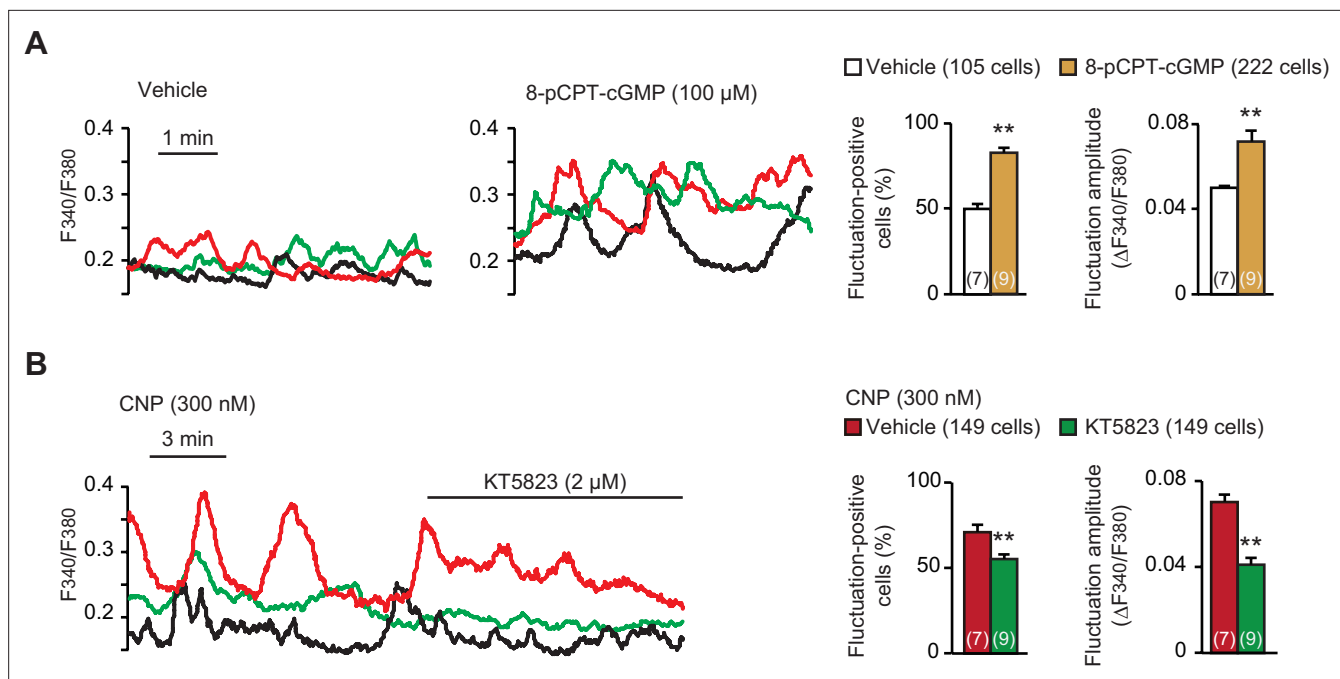 A
Vehicle
1 min
0.4
0.3
0.2
F340/F380
8-pCPT-cGMP (100 µM)
0.4
0.3
0.2
Vehicle (105 cells) 8-pCPT-cGMP (222 cells)
Fluctuation-positive
cells (%)
100
50
0
**
(7) (9)
Fluctuation amplitude
(ΔF340/F380)
0.08
0.04
0
**
(7) (9)
B
CNP (300 nM)
3 min
KT5823 (2 µM)
0.4
0.3
0.2
F340/F380
CNP (300 nM)
Vehicle (149 cells) KT5823 (149 cells)
Fluctuation-positive
cells (%)
100
50
0
**
(7) (9)
Fluctuation amplitude
(ΔF340/F380)
0.08
0.04
0
**
(7) (9)